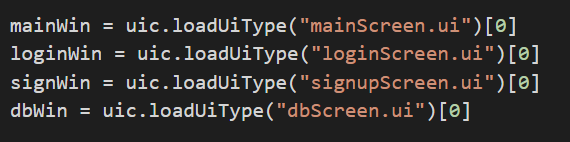 mainWin = uic.loadUiType("mainScreen.ui")[0]
loginWin = uic.loadUiType("loginScreen.ui")[0]
signWin = uic.loadUiType("signupScreen.ui")[0]
dbWin = uic.loadUiType("dbScreen.ui")[0]